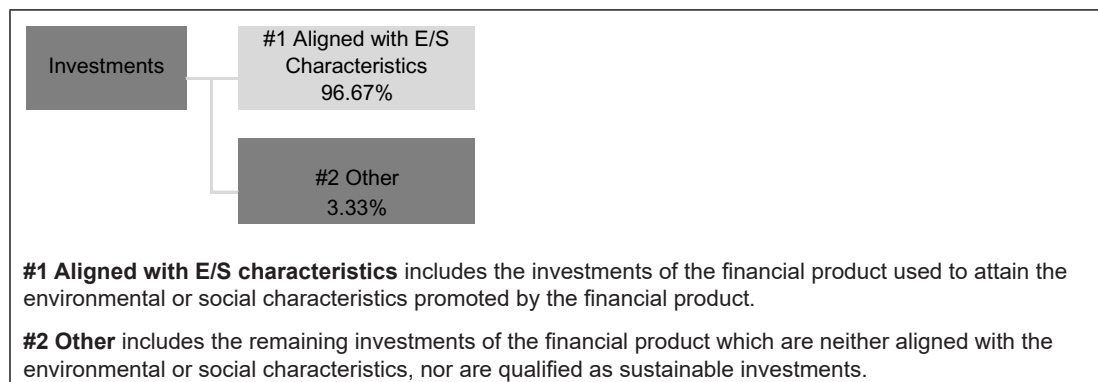 Investments
#1 Aligned with E/S
Characteristics
96.67%
#2 Other
3.33%
#1 Aligned with E/S characteristics includes the investments of the financial product used to attain the
environmental or social characteristics promoted by the financial product.
#2 Other includes the remaining investments of the financial product which are neither aligned with the
environmental or social characteristics, nor are qualified as sustainable investments.